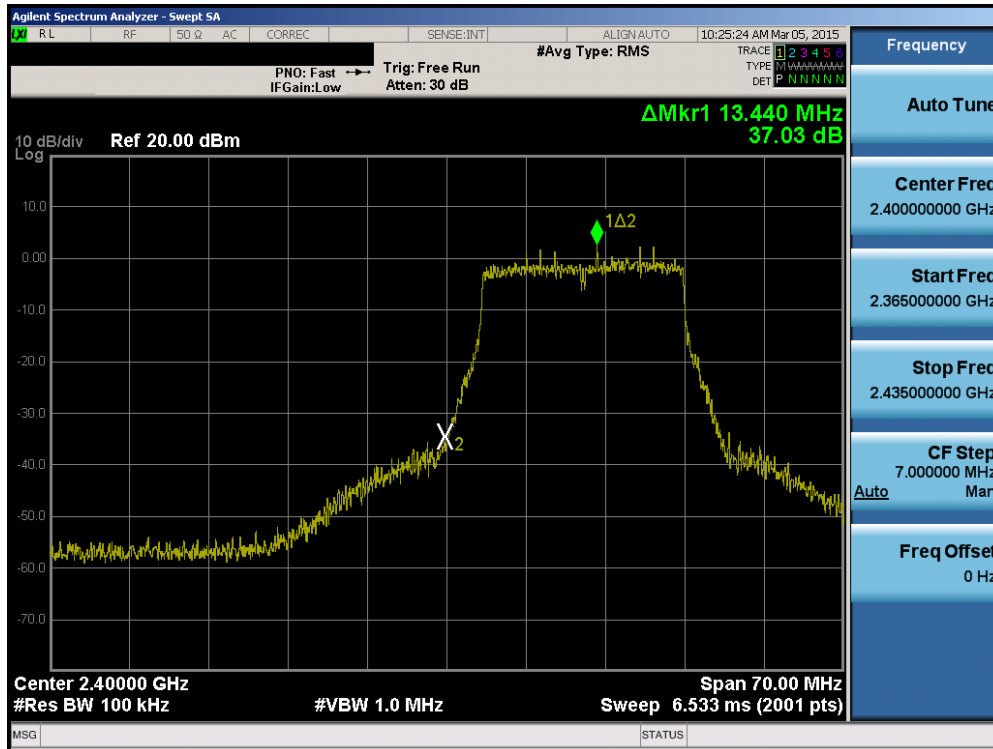 Agilent Spectrum Analyzer - Swept SA
LXI RL RF 50 Ω AC CORREC SENSE:INT ALIGN AUTO 10:25:24 AM Mar 05, 2015
#Avg Type: RMS TRACE 1 2 3 4 5 6
PNO: Fast Trig: Free Run TYPE M
IFGain:Low Atten: 30 dB DET P N N N N N
ΔMkr1 13.440 MHz
37.03 dB
10 dB/div Ref 20.00 dBm
Log
10.0
1Δ2
0.00
-10.0
-20.0
-30.0
2
-40.0
-50.0
-60.0
-70.0
Center 2.40000 GHz Span 70.00 MHz
#Res BW 100 kHz #VBW 1.0 MHz Sweep 6.533 ms (2001 pts)
MSG STATUS
Frequency
Auto Tune
Center Freq
2.400000000 GHz
Start Freq
2.365000000 GHz
Stop Freq
2.435000000 GHz
CF Step
7.000000 MHz
Auto Man
Freq Offset
0 Hz